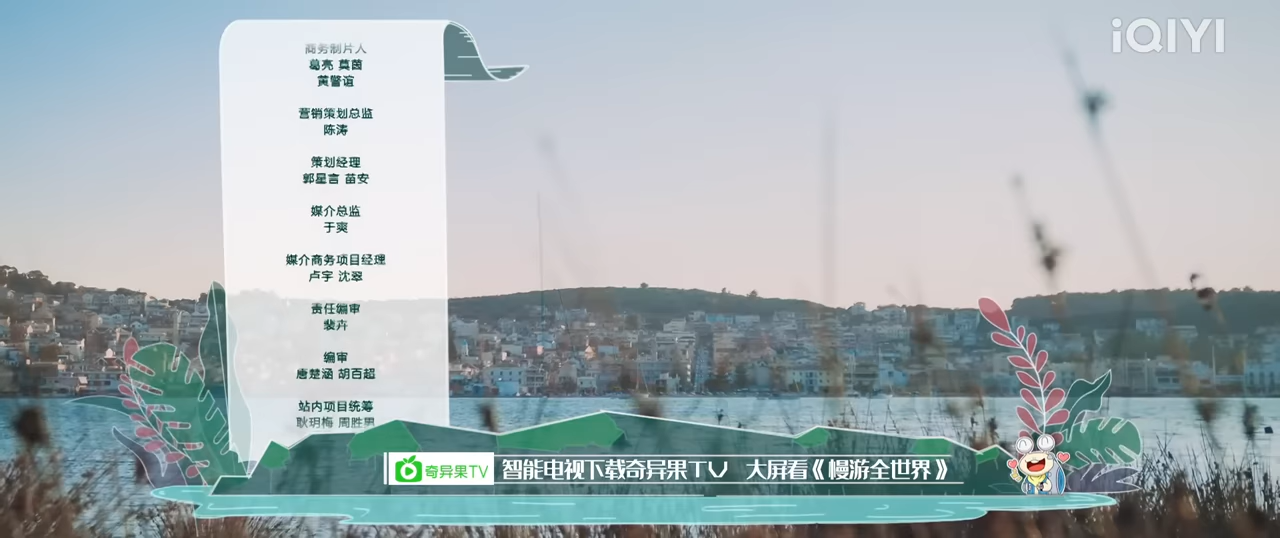 iQIYI
商务制片人
葛亮 莫茵
黄警谊
营销策划总监
陈涛
策划经理
郭星言 苗安
媒介总监
于爽
媒介商务项目经理
卢宇 沈翠
责任编审
裴卉
编审
唐楚涵 胡百超
站内项目统筹
耿玥梅 周胜男
奇异果TV 智能电视下载奇异果TV 大屏看《慢游全世界》